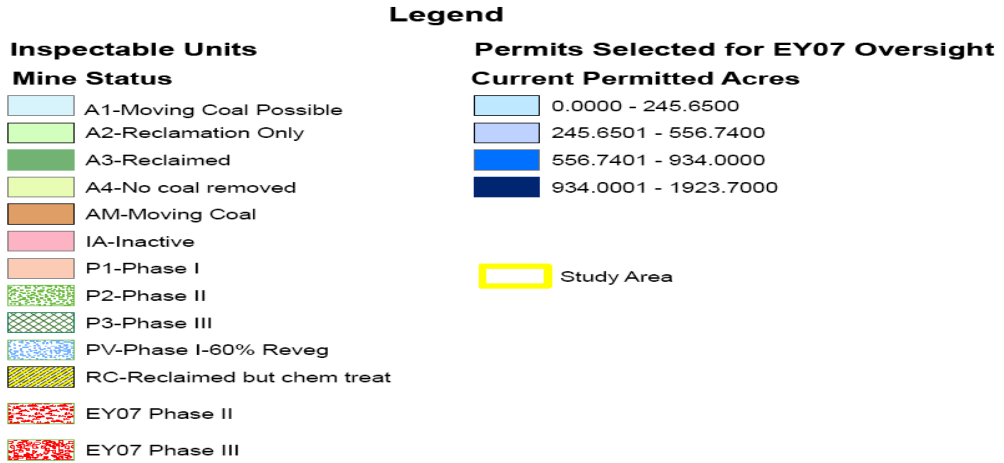 Legend
Inspectable Units
Mine Status
A1-Moving Coal Possible
A2-Reclamation Only
A3-Reclaimed
A4-No coal removed
AM-Moving Coal
IA-Inactive
P1-Phase I
P2-Phase II
P3-Phase III
PV-Phase I-60% Reveg
RC-Reclaimed but chem treat
EY07 Phase II
EY07 Phase III
Permits Selected for EY07 Oversight
Current Permitted Acres
0.0000 - 245.6500
245.6501 - 556.7400
556.7401 - 934.0000
934.0001 - 1923.7000
Study Area